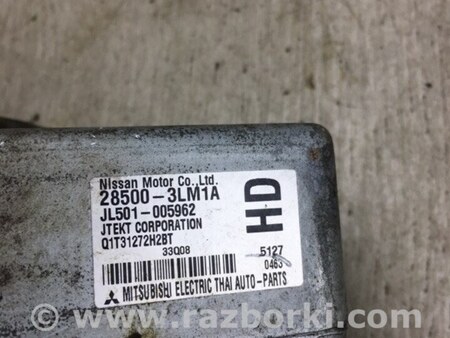 Nissan Motor Co.,Ltd.
28500-3LM1A
JL501-005962
JTEKT CORPORATION
Q1T31272H2BT
33Q08
HD
5127
0463
MITSUBISHI ELECTRIC THAI AUTO-PARTS
© - www.razborki.com